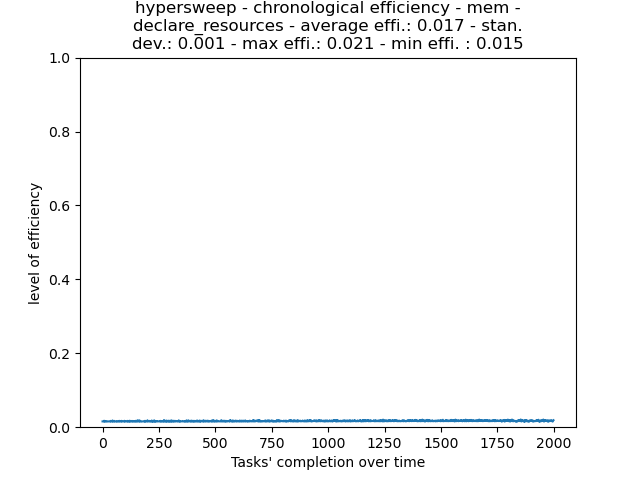 hypersweep - chronological efficiency - mem -
declare_resources - average effi.: 0.017 - stan.
dev.: 0.001 - max effi.: 0.021 - min effi. : 0.015
1.0
0.8
0.6
0.4
0.2
0.0
level of efficiency
0 250 500 750 1000 1250 1500 1750 2000
Tasks' completion over time